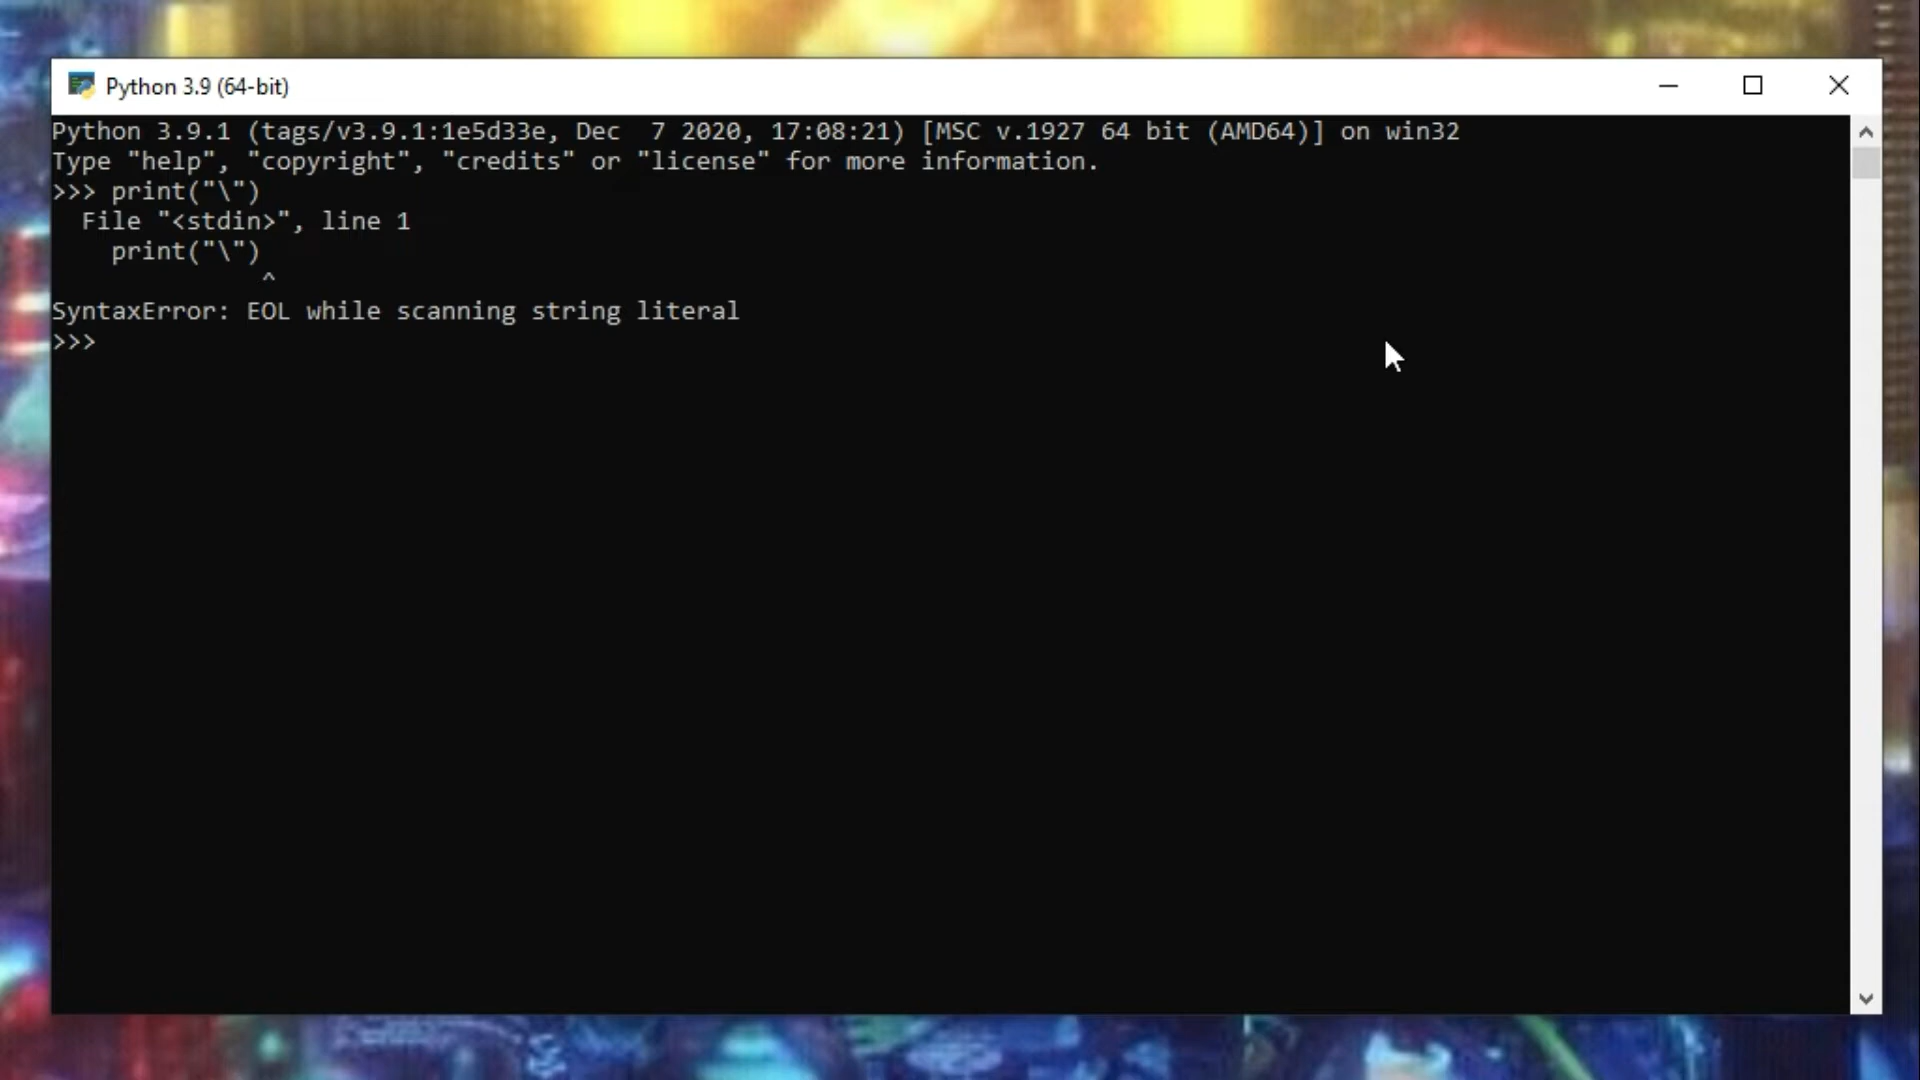 Python 3.9 (64-bit)
Python 3.9.1 (tags/v3.9.1:1e5d33e, Dec  7 2020, 17:08:21) [MSC v.1927 64 bit (AMD64)] on win32
Type "help", "copyright", "credits" or "license" for more information.
>>> print("\")
  File "<stdin>", line 1
    print("\")
              ^
SyntaxError: EOL while scanning string literal
>>>